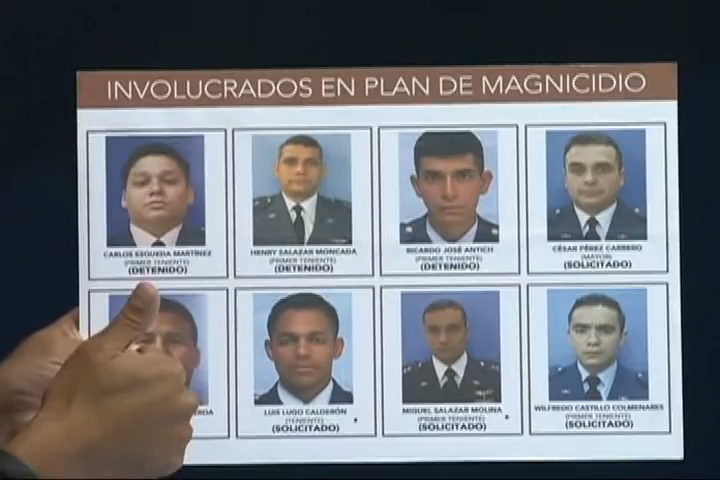 INVOLUCRADOS EN PLAN DE MAGNICIDIO
CARLOS ESQUEDA MARTÍNEZ
(PRIMER TENIENTE)
(DETENIDO)
HENRY SALAZAR MONCADA
(PRIMER TENIENTE)
(DETENIDO)
RICARDO JOSÉ ANTICH
(PRIMER TENIENTE)
(DETENIDO)
CÉSAR PÉREZ CARRERO
(MAYOR)
(SOLICITADO)
LUIS LUGO CALDERÓN
(TENIENTE)
(SOLICITADO)
MIGUEL SALAZAR MOLINA
(PRIMER TENIENTE)
(SOLICITADO)
WILFREDO CASTILLO COLMENARES
(PRIMER TENIENTE)
(SOLICITADO)